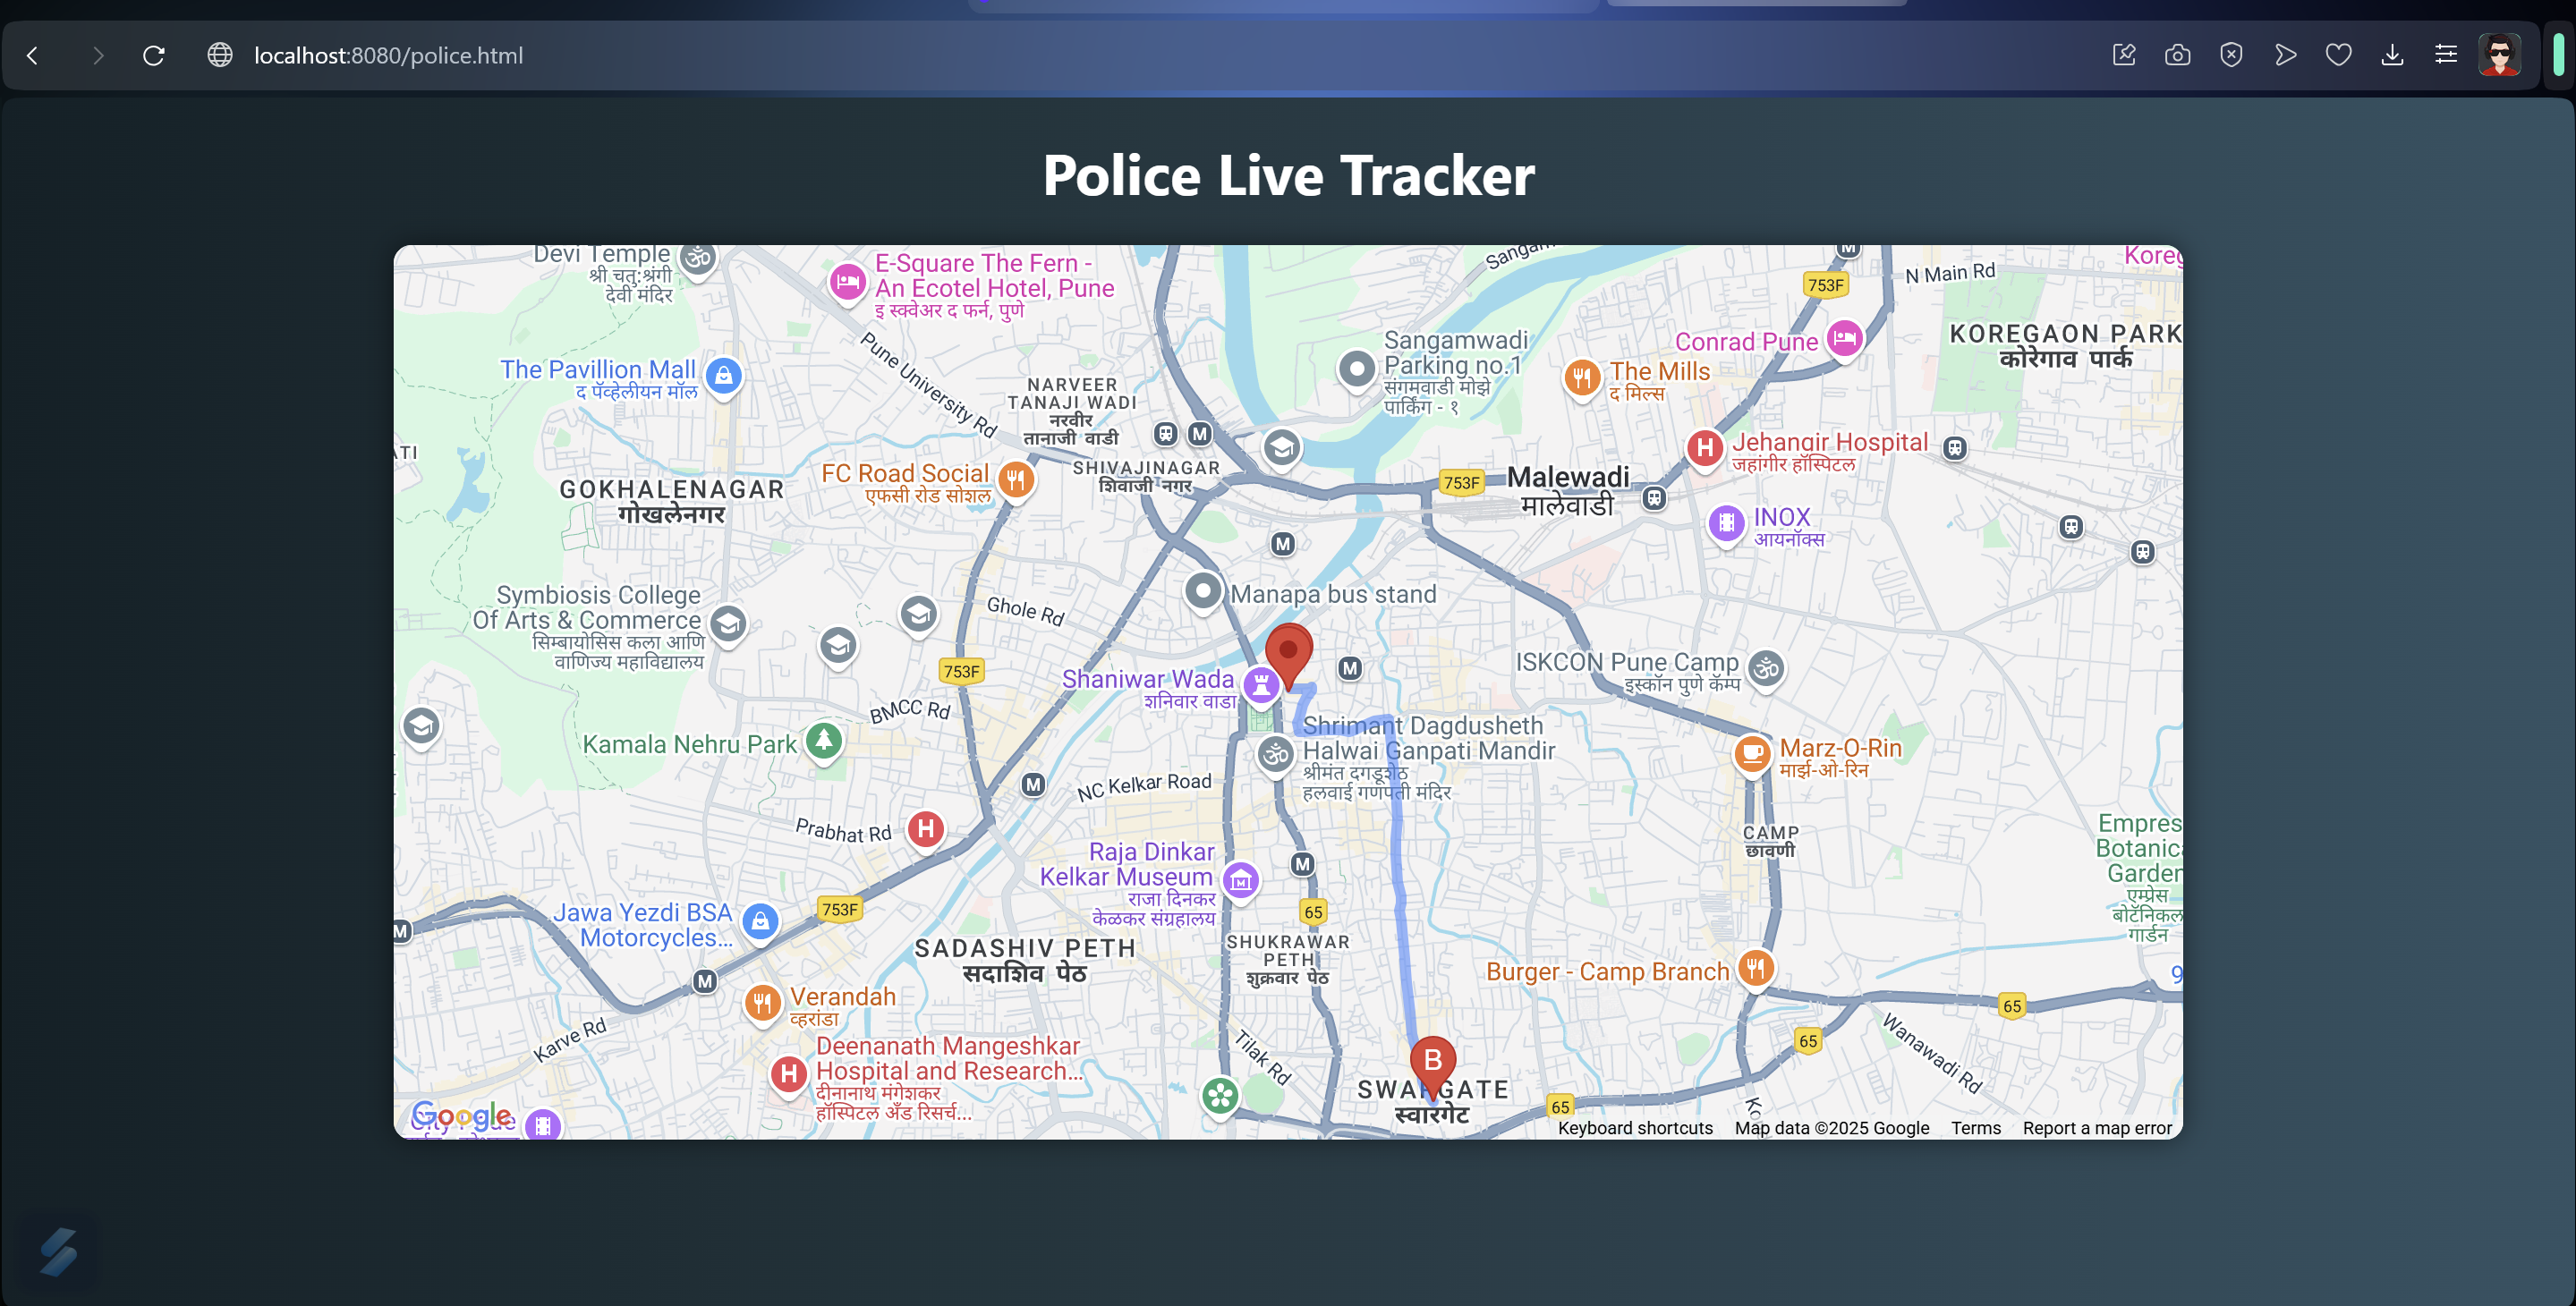 localhost:8080/police.html
Police Live Tracker
Devi Temple
श्री चतु:श्रृंगी
देवी मंदिर
E-Square The Fern -
An Ecotel Hotel, Pune
इ स्क्वेअर द फर्न, पुणे
Sangam
753F
N Main Rd
Koreg
The Pavillion Mall
द पॅव्हेलीयन मॉल
Pune University Rd
NARVEER
TANAJI WADI
नरवीर
तानाजी वाडी
Sangamwadi
Parking no.1
संगमवाडी मोझे
पार्किंग - १
The Mills
द मिल्स
Conrad Pune
KOREGAON PARK
कोरेगाव पार्क
ATI
GOKHALENAGAR
गोखलेनगर
FC Road Social
एफसी रोड सोशल
SHIVAJINAGAR
शिवाजी नगर
M
753F
Malewadi
मालेवाडी
H
Jehangir Hospital
जहांगीर हॉस्पिटल
INOX
आयनॉक्स
M
Symbiosis College
Of Arts & Commerce
सिम्बायोसिस कला आणि
वाणिज्य महाविद्यालय
Ghole Rd
Manapa bus stand
753F
Shaniwar Wada
शनिवार वाडा
M
ISKCON Pune Camp
इस्कॉन पुणे कॅम्प
BMCC Rd
Kamala Nehru Park
Shrimant Dagdusheth
Halwai Ganpati Mandir
श्रीमंत दगडूशेठ
हलवाई गणपती मंदिर
Marz-O-Rin
मार्झ-ओ-रिन
M
NC Kelkar Road
Prabhat Rd
H
CAMP
छावणी
Empres
Botanica
Garden
एम्प्रेस
बोटॅनिकल
गार्डन
Raja Dinkar
Kelkar Museum
राजा दिनकर
केळकर संग्रहालय
M
65
753F
Jawa Yezdi BSA
Motorcycles...
M
M
SADASHIV PETH
सदाशिव पेठ
SHUKRAWAR
PETH
शुक्रवार पेठ
Burger - Camp Branch
9
65
Verandah
व्हरांडा
Karve Rd
Tilak Rd
65
Wanawadi Rd
H
Deenanath Mangeshkar
Hospital and Research...
दीनानाथ मंगेशकर
हॉस्पिटल अँड रिसर्च...
B
SWARGATE
स्वारगेट
65
Google
Keyboard shortcuts
Map data ©2025 Google
Terms
Report a map error